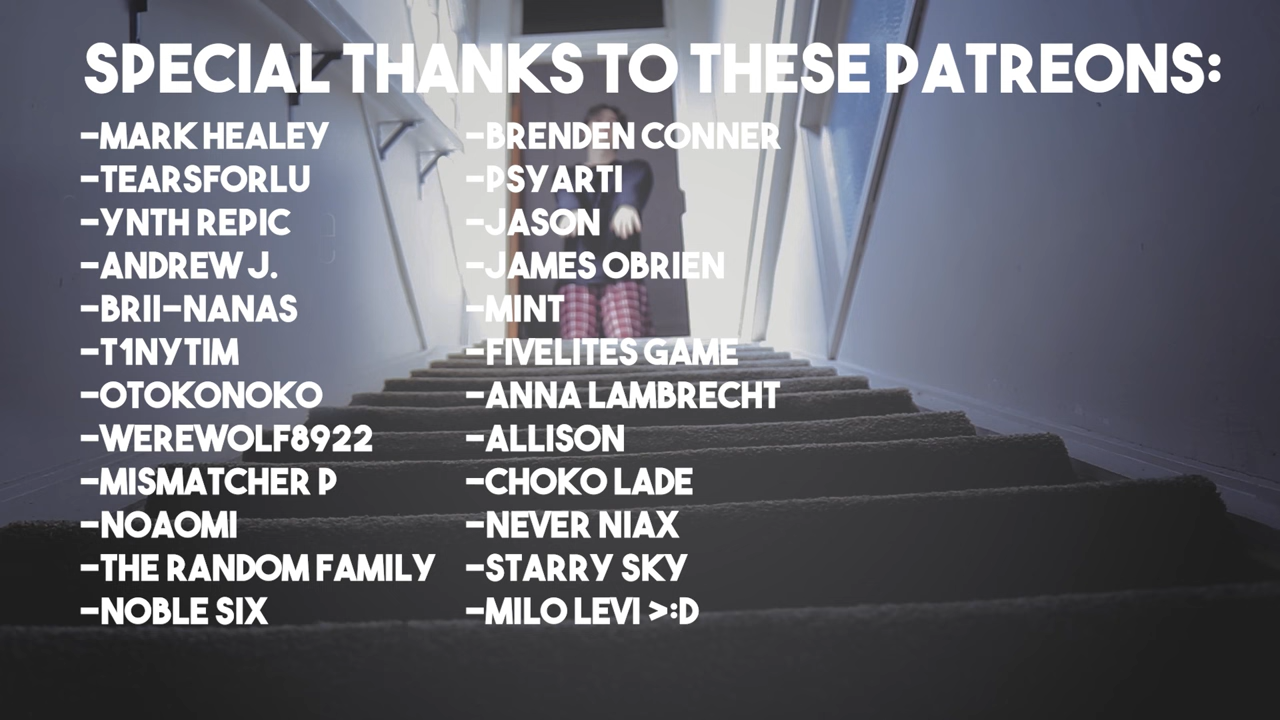 SPECIAL THANKS TO THESE PATREONS:
-MARK HEALEY
-TEARSFORLU
-YNTH REPIC
-ANDREW J.
-BRII-NANAS
-T1NYTIM
-OTOKONOKO
-WEREWOLF8922
-MISMATCHER P
-NOAOMI
-THE RANDOM FAMILY
-NOBLE SIX
-BRENDEN CONNER
-PSYARTI
-JASON
-JAMES OBRIEN
-MINT
-FIVELITES GAME
-ANNA LAMBRECHT
-ALLISON
-CHOKO LADE
-NEVER NIAX
-STARRY SKY
-MILO LEVI >:D